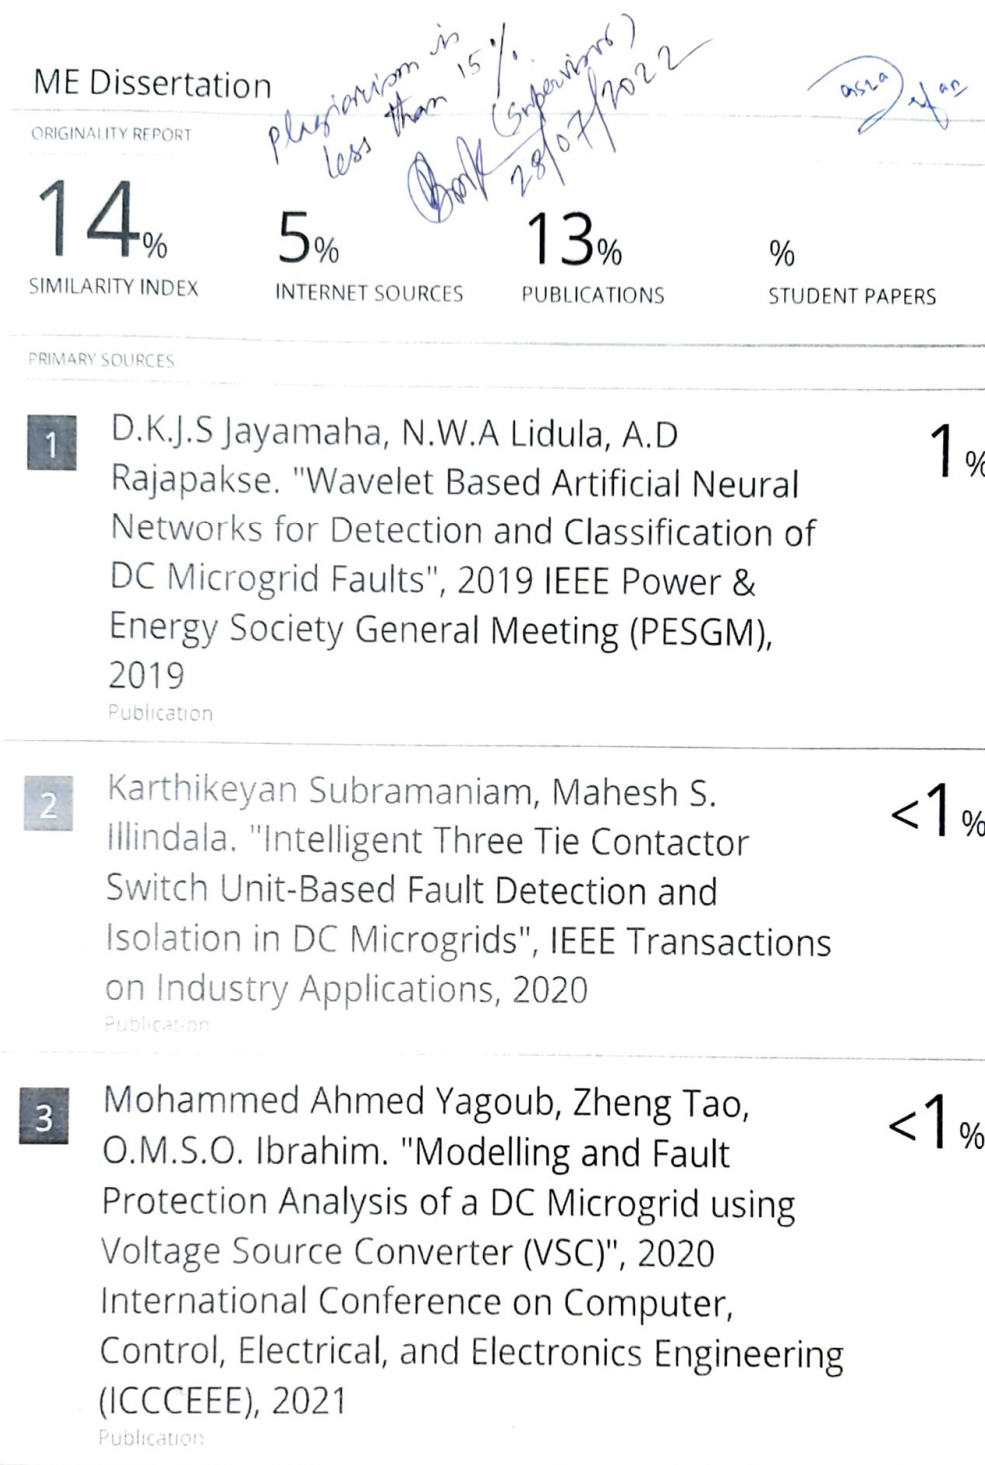 ME Dissertation
plagiarism is
less than 15%.
(Supervisor)
28/07/2022
ORIGINALITY REPORT
14%
SIMILARITY INDEX
5%
INTERNET SOURCES
13%
PUBLICATIONS
%
STUDENT PAPERS
PRIMARY SOURCES
1
D.K.J.S Jayamaha, N.W.A Lidula, A.D
Rajapakse. "Wavelet Based Artificial Neural
Networks for Detection and Classification of
DC Microgrid Faults", 2019 IEEE Power &
Energy Society General Meeting (PESGM),
2019
Publication
1%
2
Karthikeyan Subramaniam, Mahesh S.
Illindala. "Intelligent Three Tie Contactor
Switch Unit-Based Fault Detection and
Isolation in DC Microgrids", IEEE Transactions
on Industry Applications, 2020
Publication
<1%
3
Mohammed Ahmed Yagoub, Zheng Tao,
O.M.S.O. Ibrahim. "Modelling and Fault
Protection Analysis of a DC Microgrid using
Voltage Source Converter (VSC)", 2020
International Conference on Computer,
Control, Electrical, and Electronics Engineering
(ICCCEEE), 2021
Publication
<1%